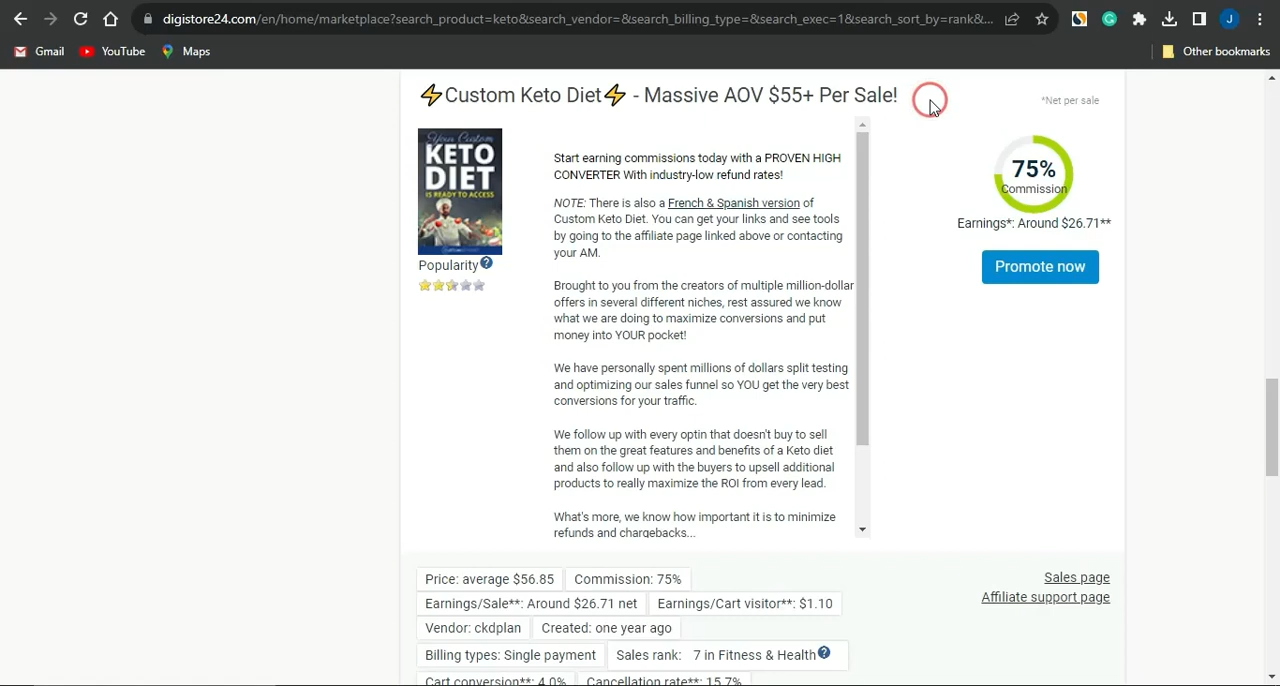 digistore24.com/en/home/marketplace?search_product=keto&search_vendor=&search_billing_type=&search_exec=1&search_sort_by=rank&...
J
Gmail
YouTube
Maps
Other bookmarks
⚡Custom Keto Diet⚡ - Massive AOV $55+ Per Sale!
*Net per sale
Your Custom
KETO
DIET
IS READY TO ACCESS
Popularity
Start earning commissions today with a PROVEN HIGH
CONVERTER With industry-low refund rates!
NOTE: There is also a French & Spanish version of
Custom Keto Diet. You can get your links and see tools
by going to the affiliate page linked above or contacting
your AM.
Brought to you from the creators of multiple million-dollar
offers in several different niches, rest assured we know
what we are doing to maximize conversions and put
money into YOUR pocket!
We have personally spent millions of dollars split testing
and optimizing our sales funnel so YOU get the very best
conversions for your traffic.
We follow up with every optin that doesn't buy to sell
them on the great features and benefits of a Keto diet
and also follow up with the buyers to upsell additional
products to really maximize the ROI from every lead.
What's more, we know how important it is to minimize
refunds and chargebacks...
75%
Commission
Earnings*: Around $26.71**
Promote now
Price: average $56.85
Commission: 75%
Earnings/Sale**: Around $26.71 net
Earnings/Cart visitor**: $1.10
Vendor: ckdplan
Created: one year ago
Billing types: Single payment
Sales rank: 7 in Fitness & Health
Cart conversion**: 4.0%
Cancellation rate**: 15.7%
Sales page
Affiliate support page